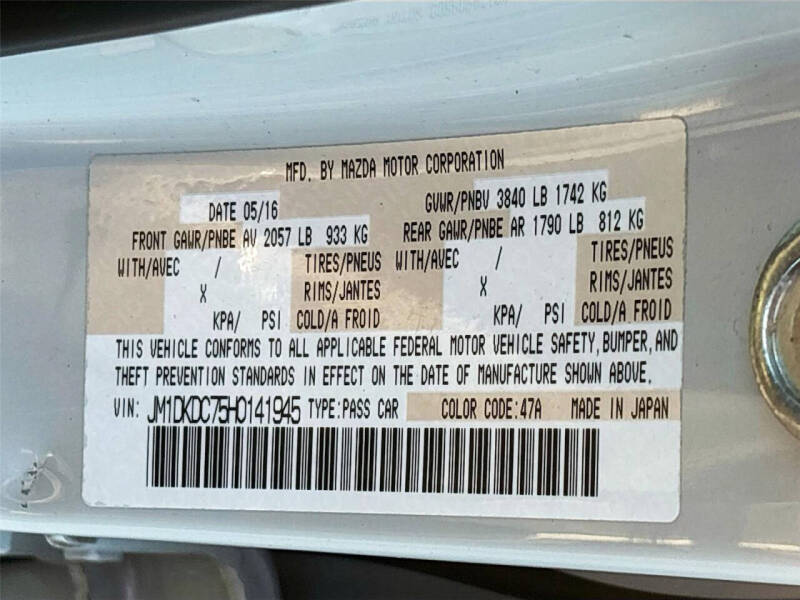 MFD. BY MAZDA MOTOR CORPORATION
DATE 05/16 GVWR/PNBV 3840 LB 1742 KG
FRONT GAWR/PNBE AV 2057 LB 933 KG REAR GAWR/PNBE AR 1790 LB 812 KG
WITH/AVEC / TIRES/PNEUS WITH/AVEC / TIRES/PNEUS
X RIMS/JANTES X RIMS/JANTES
KPA/ PSI COLD/A FROID KPA/ PSI COLD/A FROID
THIS VEHICLE CONFORMS TO ALL APPLICABLE FEDERAL MOTOR VEHICLE SAFETY, BUMPER, AND
THEFT PREVENTION STANDARDS IN EFFECT ON THE DATE OF MANUFACTURE SHOWN ABOVE.
VIN: JM1DKDC75H0141945 TYPE:PASS CAR COLOR CODE:47A MADE IN JAPAN